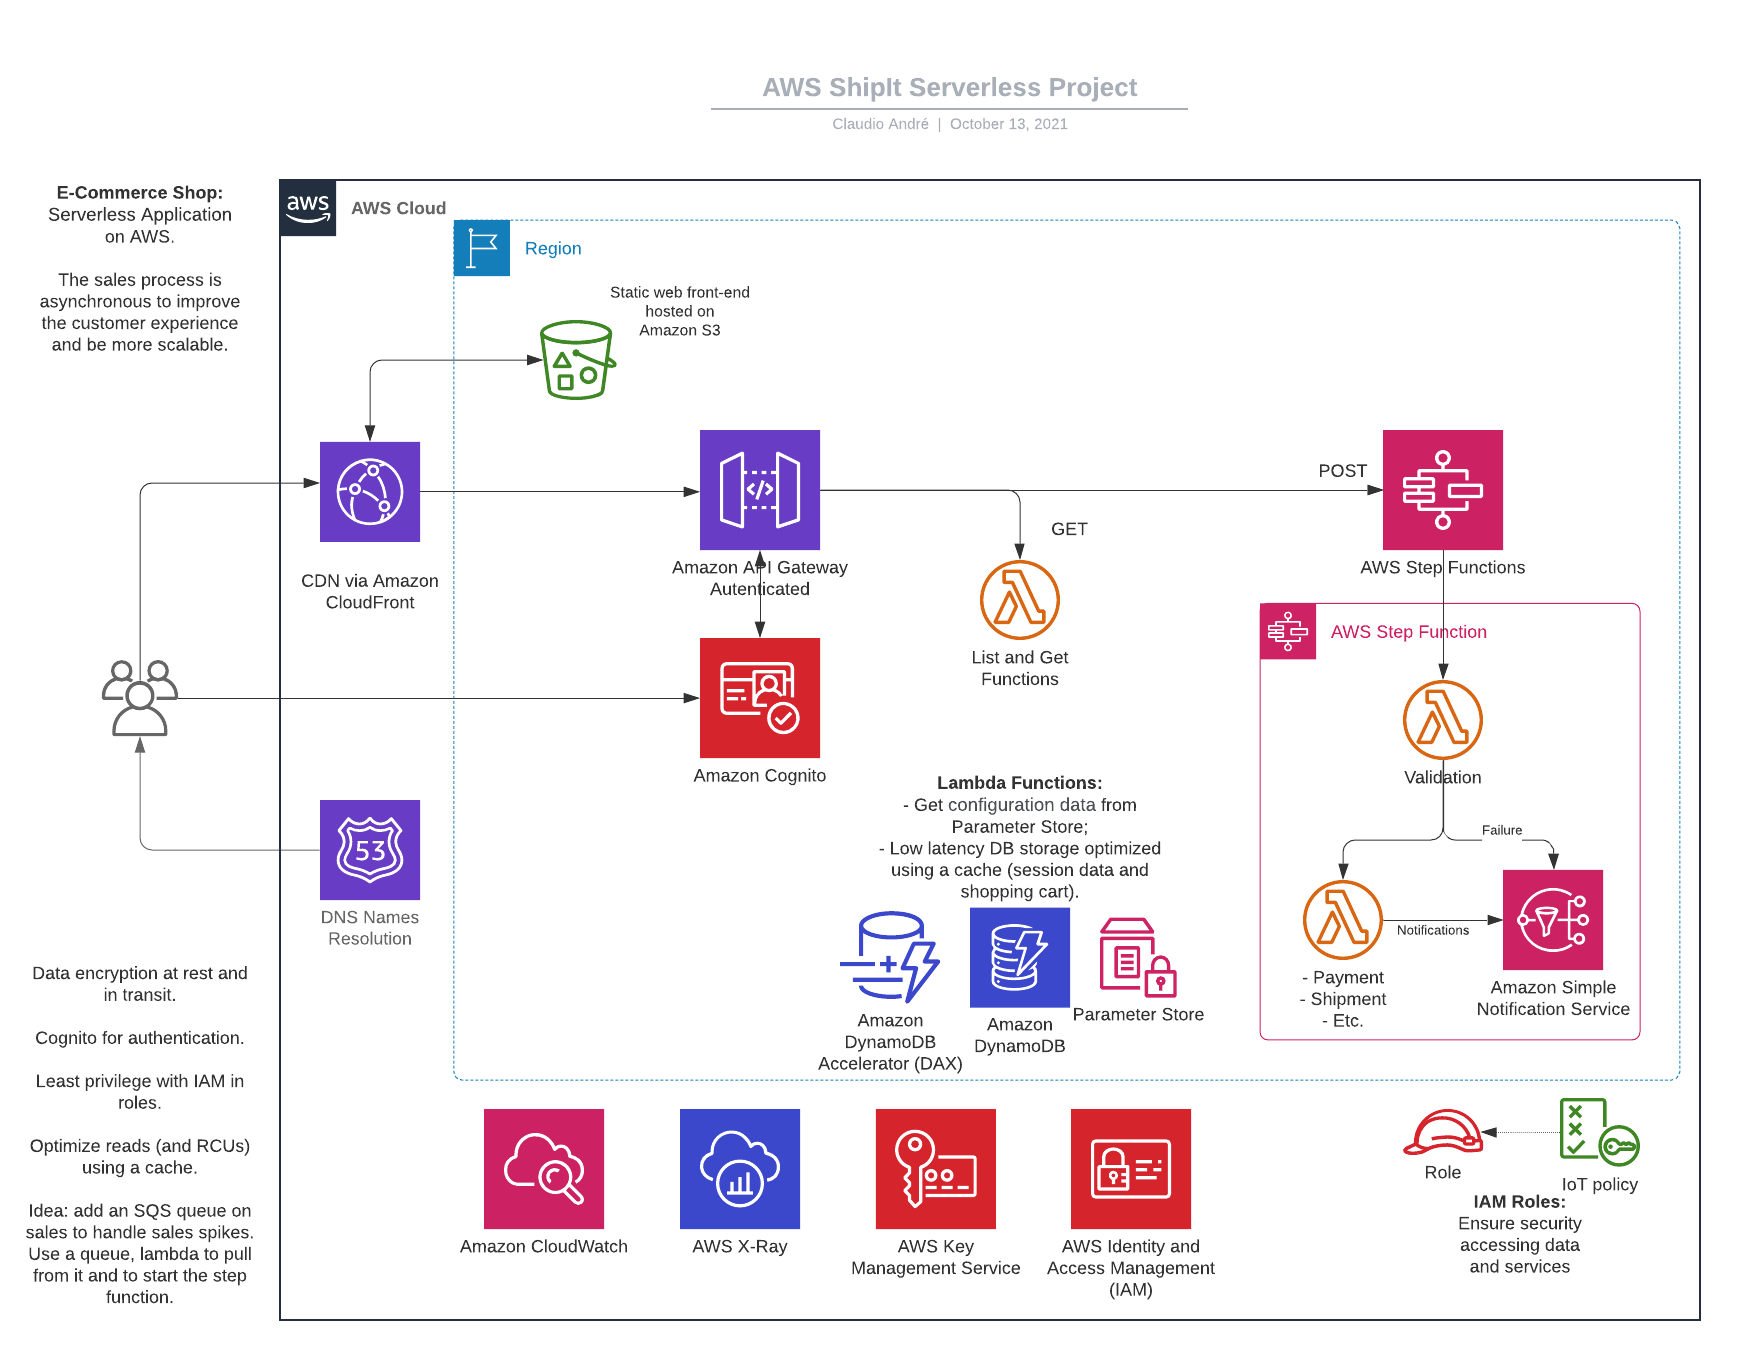 AWS ShipIt Serverless Project
Claudio André | October 13, 2021
E-Commerce Shop:
Serverless Application
on AWS.
The sales process is
asynchronous to improve
the customer experience
and be more scalable.
aws
AWS Cloud
Region
Static web front-end
hosted on
Amazon S3
CDN via Amazon
CloudFront
</>
Amazon API Gateway
Autenticated
POST
GET
AWS Step Functions
List and Get
Functions
AWS Step Function
Amazon Cognito
Validation
Failure
Lambda Functions:
- Get configuration data from
Parameter Store;
- Low latency DB storage optimized
using a cache (session data and
shopping cart).
53
DNS Names
Resolution
Notifications
- Payment
- Shipment
- Etc.
Amazon Simple
Notification Service
Amazon
DynamoDB
Accelerator (DAX)
Amazon
DynamoDB
Parameter Store
Data encryption at rest and
in transit.
Cognito for authentication.
Least privilege with IAM in
roles.
Optimize reads (and RCUs)
using a cache.
Idea: add an SQS queue on
sales to handle sales spikes.
Use a queue, lambda to pull
from it and to start the step
function.
Amazon CloudWatch
AWS X-Ray
AWS Key
Management Service
AWS Identity and
Access Management
(IAM)
Role
IoT policy
IAM Roles:
Ensure security
accessing data
and services